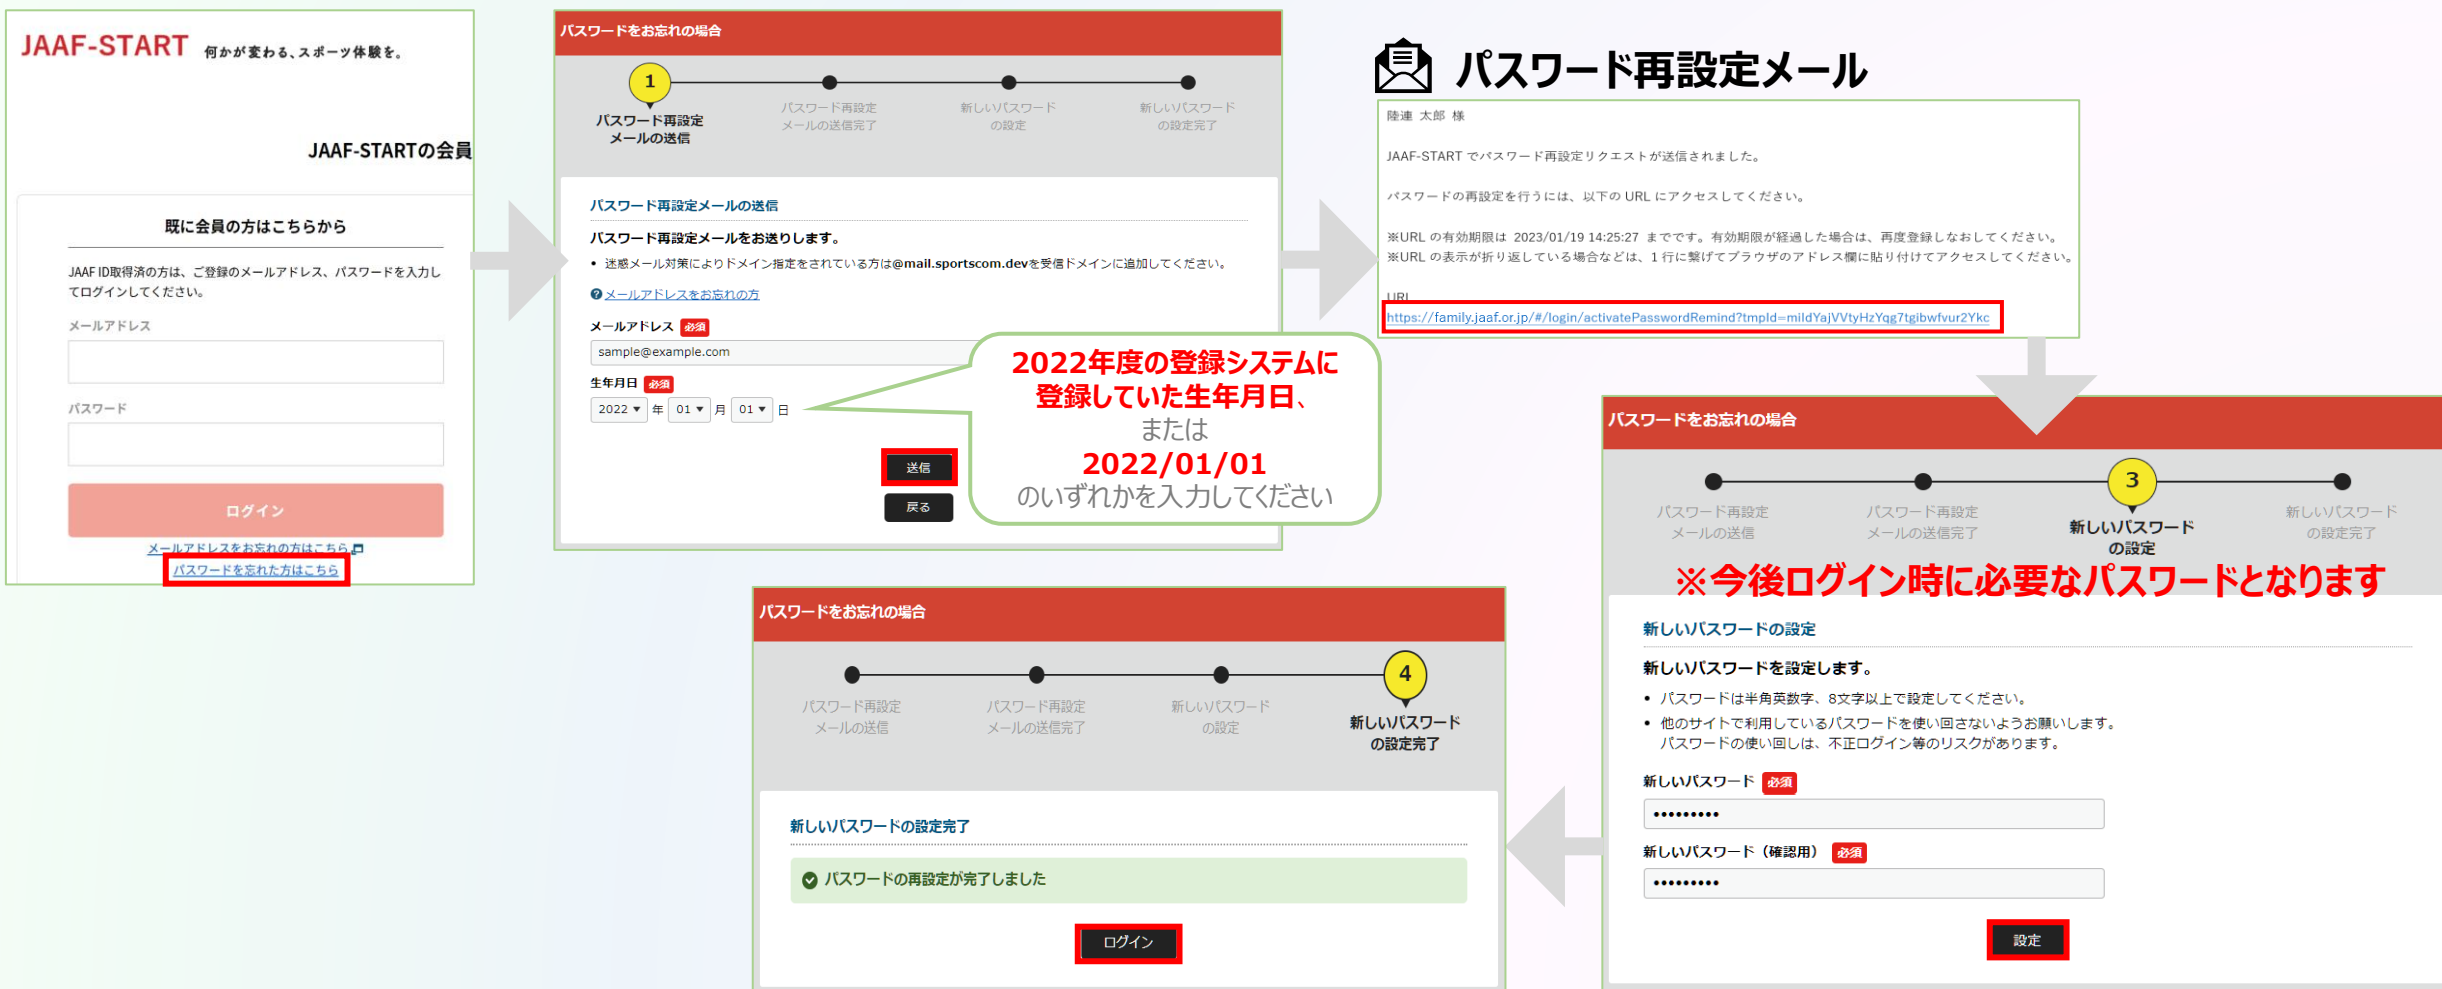 JAAF-START 何かが変わる、スポーツ体験を。
JAAF-STARTの会員
既に会員の方はこちらから
JAAF ID取得済の方は、ご登録のメールアドレス、パスワードを入力し
てログインしてください。
メールアドレス
パスワード
ログイン
メールアドレスをお忘れの方はこちら
パスワードを忘れた方はこちら
パスワードをお忘れの場合
1
パスワード再設定
メールの送信
パスワード再設定
メールの送信完了
新しいパスワード
の設定
新しいパスワード
の設定完了
パスワード再設定メールの送信
パスワード再設定メールをお送りします。
• 迷惑メール対策によりドメイン指定をされている方は@mail.sportscom.devを受信ドメインに追加してください。
メールアドレスをお忘れの方
メールアドレス 必須
sample@example.com
生年月日 必須
2022 年 01 月 01 日
送信
戻る
2022年度の登録システムに
登録していた生年月日、
または
2022/01/01
のいずれかを入力してください
パスワード再設定メール
陸連 太郎 様
JAAF-START でパスワード再設定リクエストが送信されました。
パスワードの再設定を行うには、以下の URL にアクセスしてください。
※URL の有効期限は 2023/01/19 14:25:27 までです。有効期限が経過した場合は、再度登録しなおしてください。
※URL の表示が折り返している場合などは、1 行に繋げてブラウザのアドレス欄に貼り付けてアクセスしてください。
URL
https://family.jaaf.or.jp/#/login/activatePasswordRemind?tmpId=mildYajVVtyHzYqg7tgibwfvur2Ykc
パスワードをお忘れの場合
パスワード再設定
メールの送信
パスワード再設定
メールの送信完了
3
新しいパスワード
の設定
新しいパスワード
の設定完了
※今後ログイン時に必要なパスワードとなります
新しいパスワードの設定
新しいパスワードを設定します。
• パスワードは半角英数字、8文字以上で設定してください。
• 他のサイトで利用しているパスワードを使い回さないようお願いします。
パスワードの使い回しは、不正ログイン等のリスクがあります。
新しいパスワード 必須
•••••••••
新しいパスワード（確認用） 必須
•••••••••
設定
パスワードをお忘れの場合
パスワード再設定
メールの送信
パスワード再設定
メールの送信完了
新しいパスワード
の設定
4
新しいパスワード
の設定完了
新しいパスワードの設定完了
パスワードの再設定が完了しました
ログイン